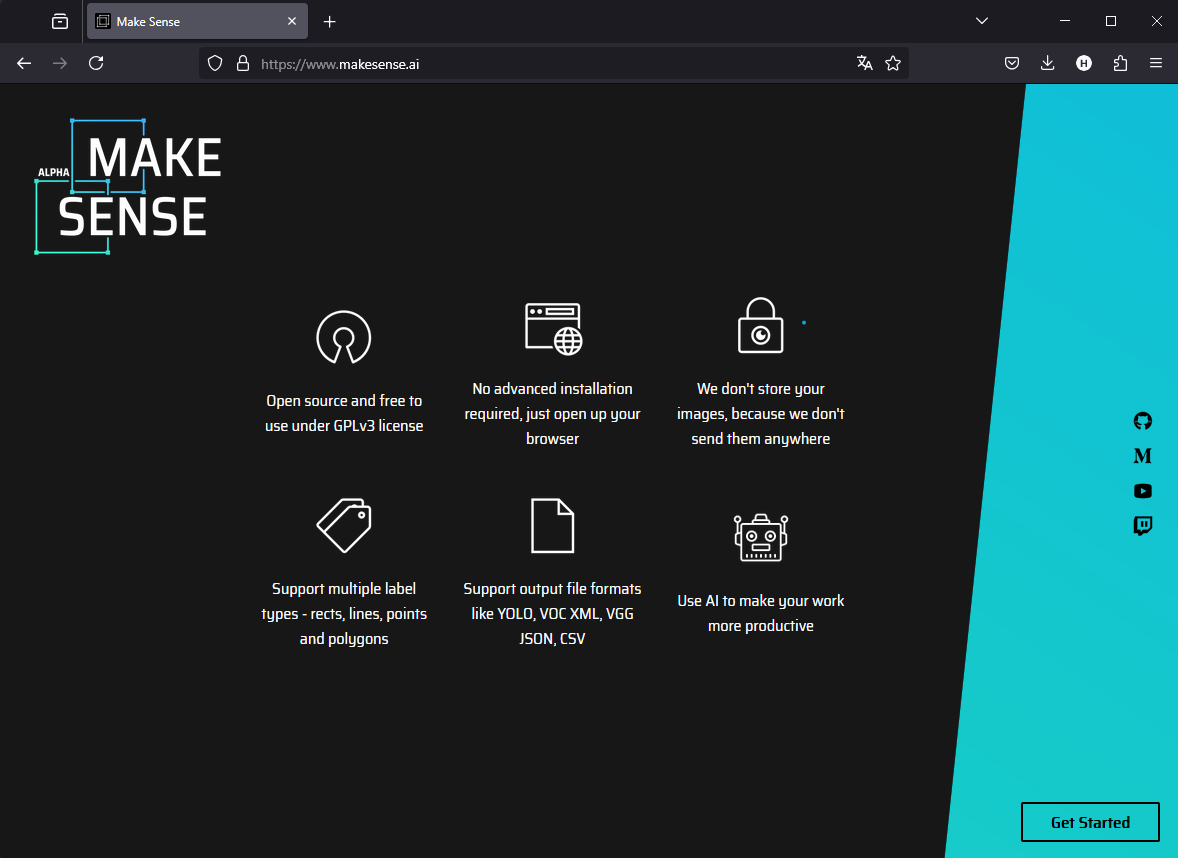 Make Sense
https://www.makesense.ai
H
ALPHA
MAKE
SENSE
Open source and free to
use under GPLv3 license
No advanced installation
required, just open up your
browser
We don't store your
images, because we don't
send them anywhere
Support multiple label
types - rects, lines, points
and polygons
Support output file formats
like YOLO, VOC XML, VGG
JSON, CSV
Use AI to make your work
more productive
M
Get Started